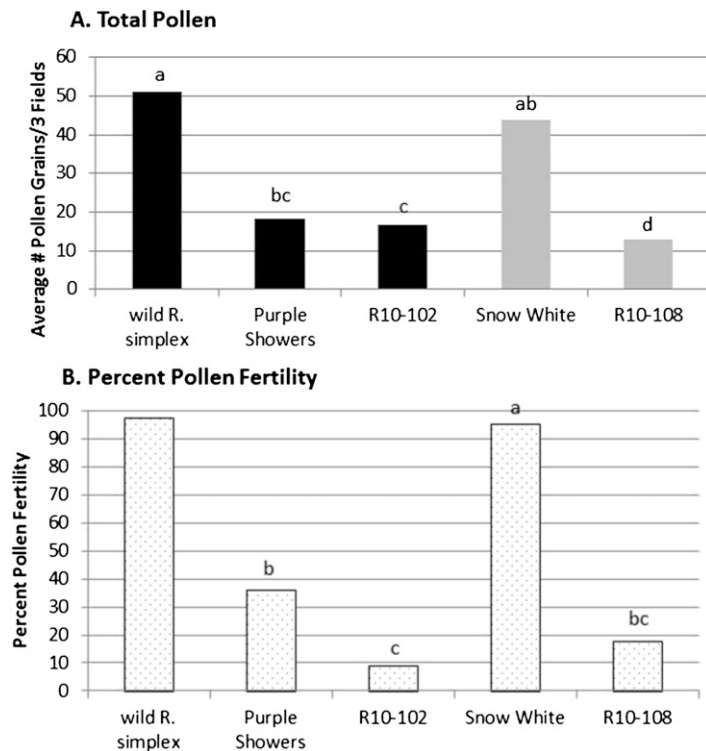 A. Total Pollen
Average # Pollen Grains/3 Fields
60
50
40
30
20
10
0
a
bc
c
ab
d
wild R.
simplex
Purple
Showers
R10-102
Snow White
R10-108
B. Percent Pollen Fertility
Percent Pollen Fertility
100
90
80
70
60
50
40
30
20
10
0
b
c
a
bc
wild R.
simplex
Purple
Showers
R10-102
Snow White
R10-108